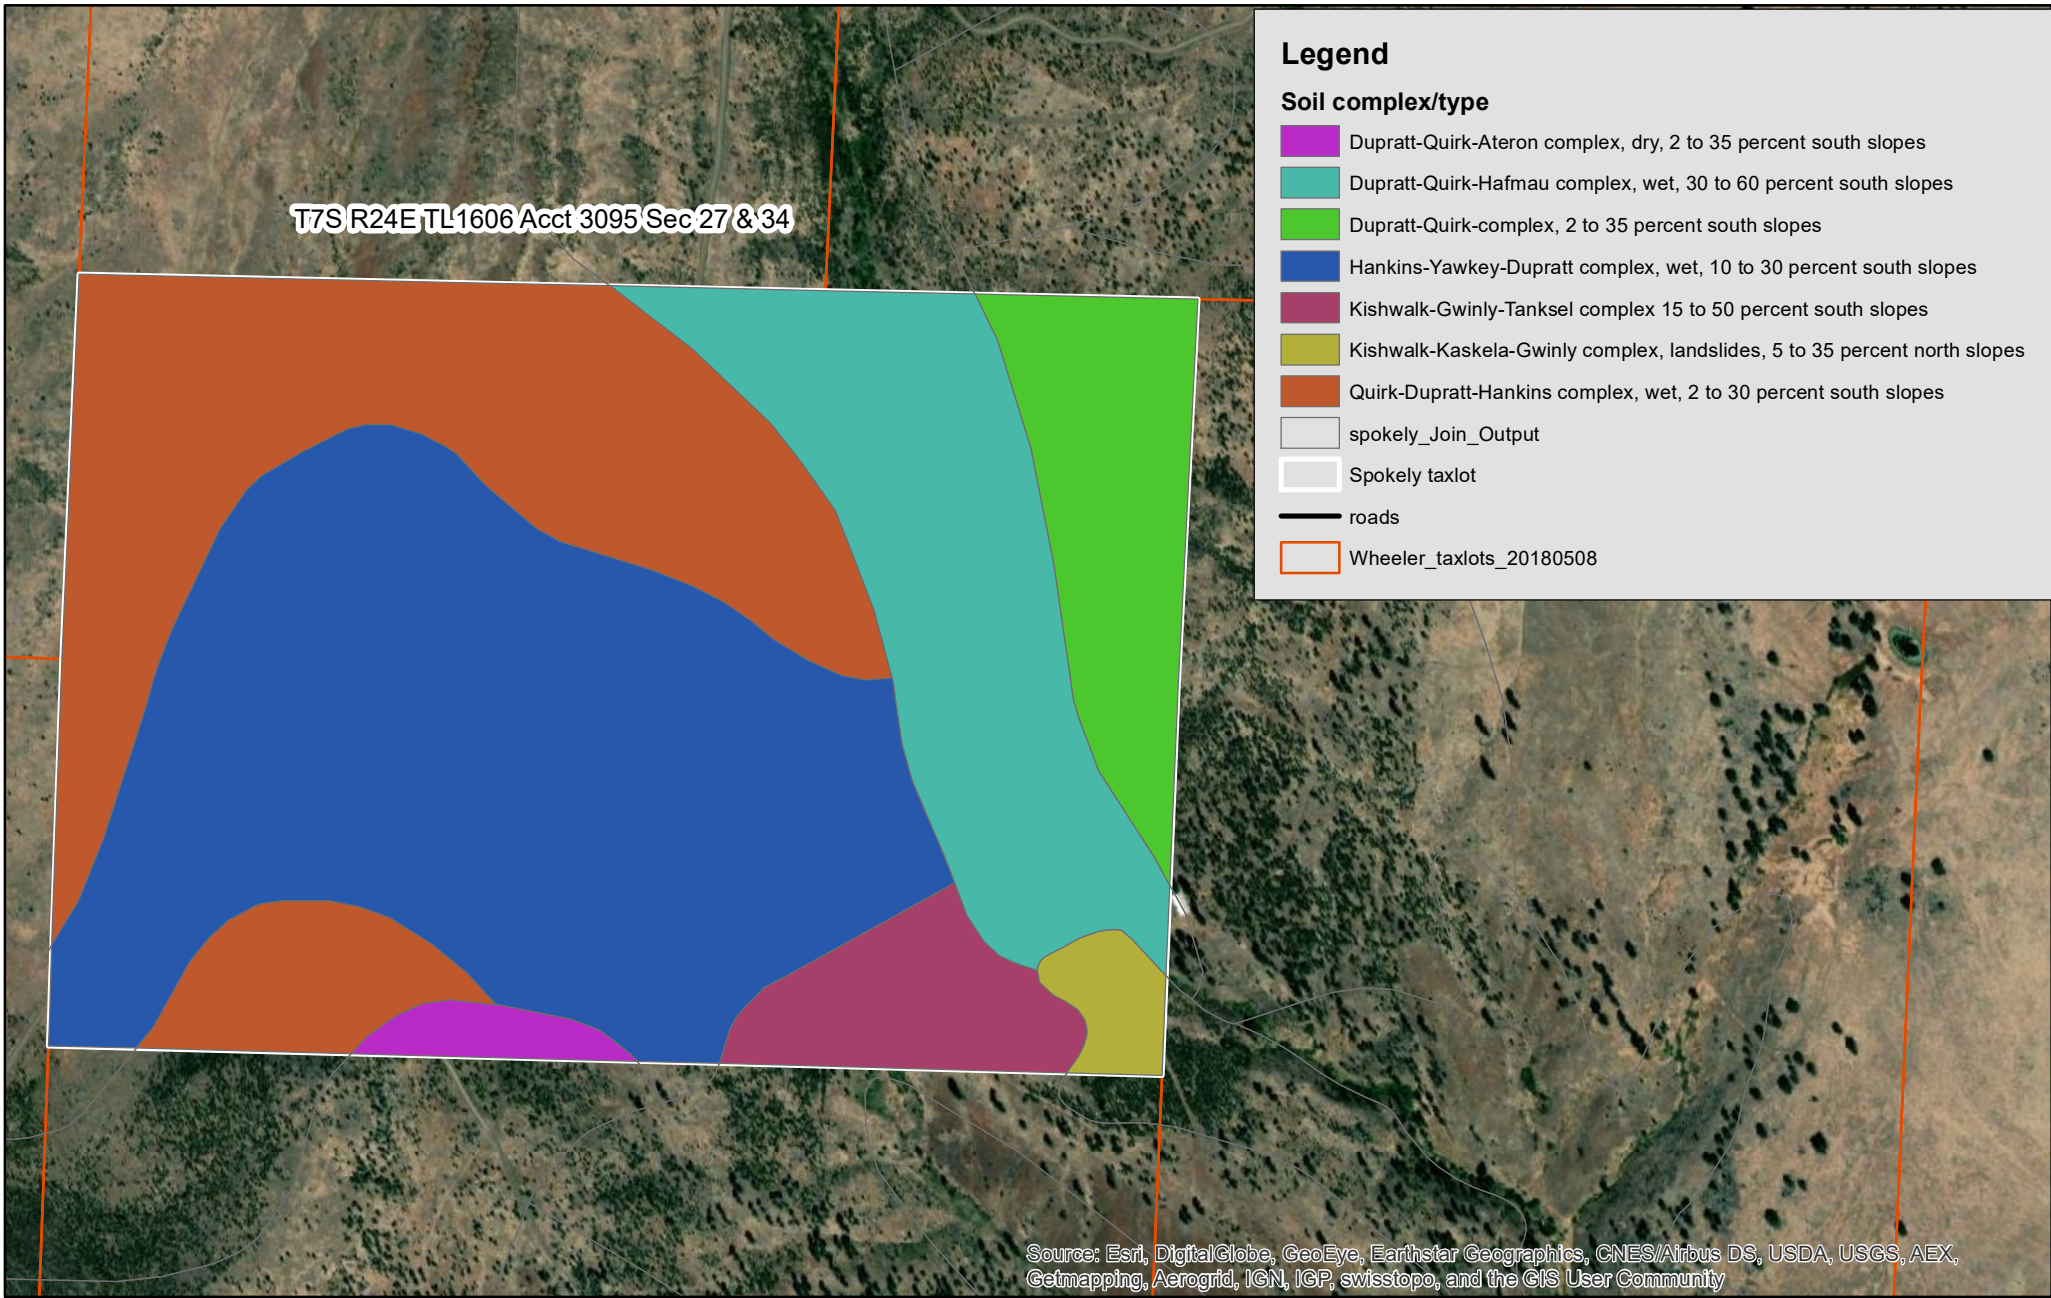 Legend
Soil complex/type
Dupratt-Quirk-Ateron complex, dry, 2 to 35 percent south slopes
Dupratt-Quirk-Hafmau complex, wet, 30 to 60 percent south slopes
Dupratt-Quirk-complex, 2 to 35 percent south slopes
Hankins-Yawkey-Dupratt complex, wet, 10 to 30 percent south slopes
Kishwalk-Gwinly-Tanksel complex 15 to 50 percent south slopes
Kishwalk-Kaskela-Gwinly complex, landslides, 5 to 35 percent north slopes
Quirk-Dupratt-Hankins complex, wet, 2 to 30 percent south slopes
spokely_Join_Output
Spokely taxlot
roads
Wheeler_taxlots_20180508
T7S R24E TL1606 Acct 3095 Sec 27 & 34
Source: Esri, DigitalGlobe, GeoEye, Earthstar Geographics, CNES/Airbus DS, USDA, USGS, AEX,
Getmapping, Aerogrid, IGN, IGP, swisstopo, and the GIS User Community